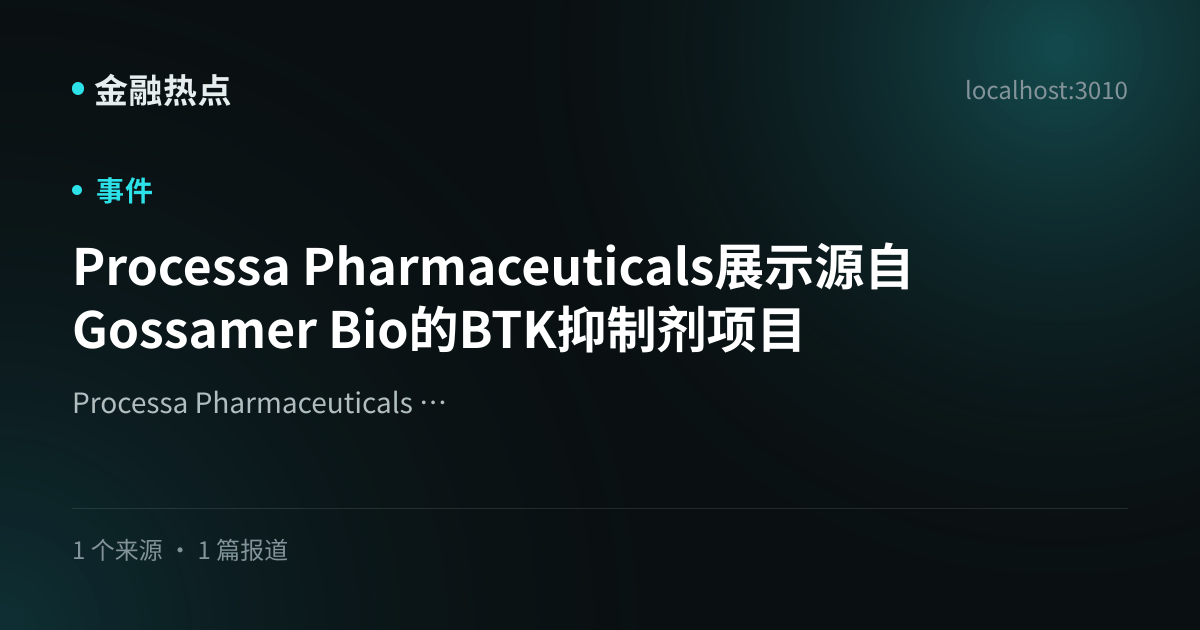 金融热点
localhost:3010
事件
Processa Pharmaceuticals展示源自
Gossamer Bio的BTK抑制剂项目
Processa Pharmaceuticals ···
1 个来源 · 1 篇报道